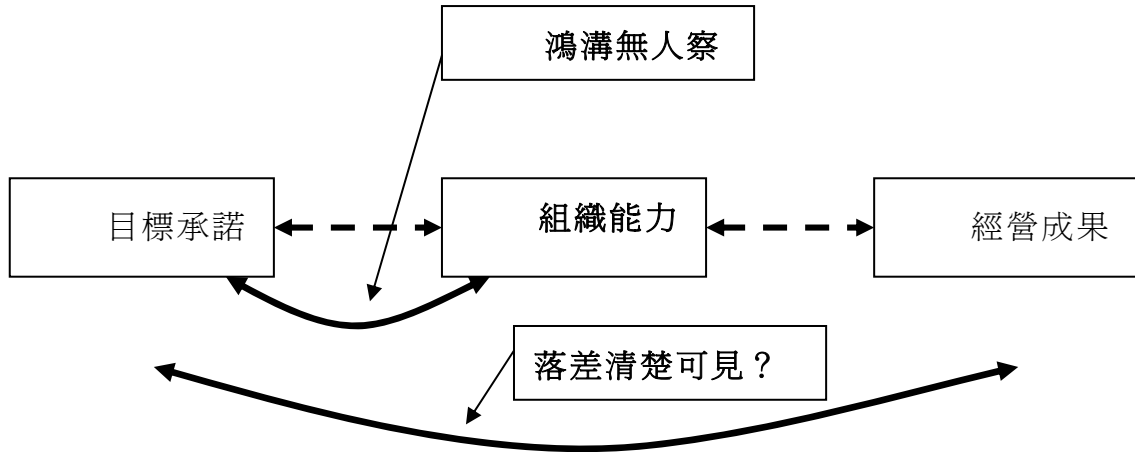 鴻溝無人察
目標承諾
組織能力
經營成果
落差清楚可見？